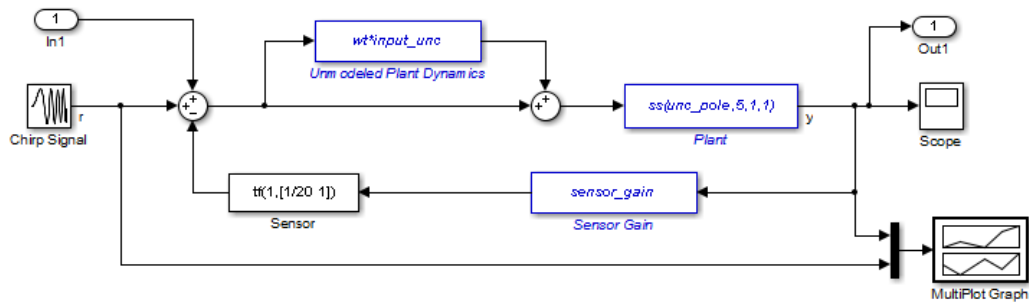 1
In1
wt*input_unc
Unmodeled Plant Dynamics
1
Out1
r
Chirp Signal
ss(unc_pole,5,1,1)
y
Plant
Scope
tf(1,[1/20 1])
Sensor
sensor_gain
Sensor Gain
MultiPlot Graph